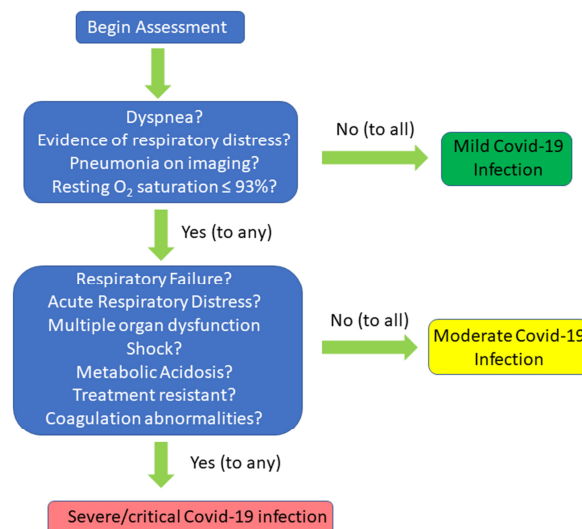 Begin Assessment
Dyspnea?
Evidence of respiratory distress?
Pneumonia on imaging?
Resting O₂ saturation ≤ 93%?
No (to all)
Mild Covid-19
Infection
Yes (to any)
Respiratory Failure?
Acute Respiratory Distress?
Multiple organ dysfunction
Shock?
Metabolic Acidosis?
Treatment resistant?
Coagulation abnormalities?
No (to all)
Moderate Covid-19
Infection
Yes (to any)
Severe/critical Covid-19 infection